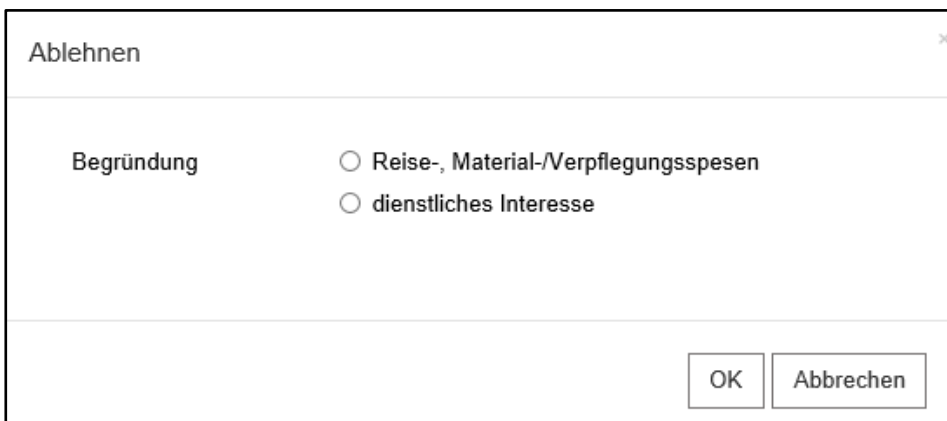 Ablehnen
Begründung
Reise-, Material-/Verpflegungsspesen
dienstliches Interesse
OK
Abbrechen